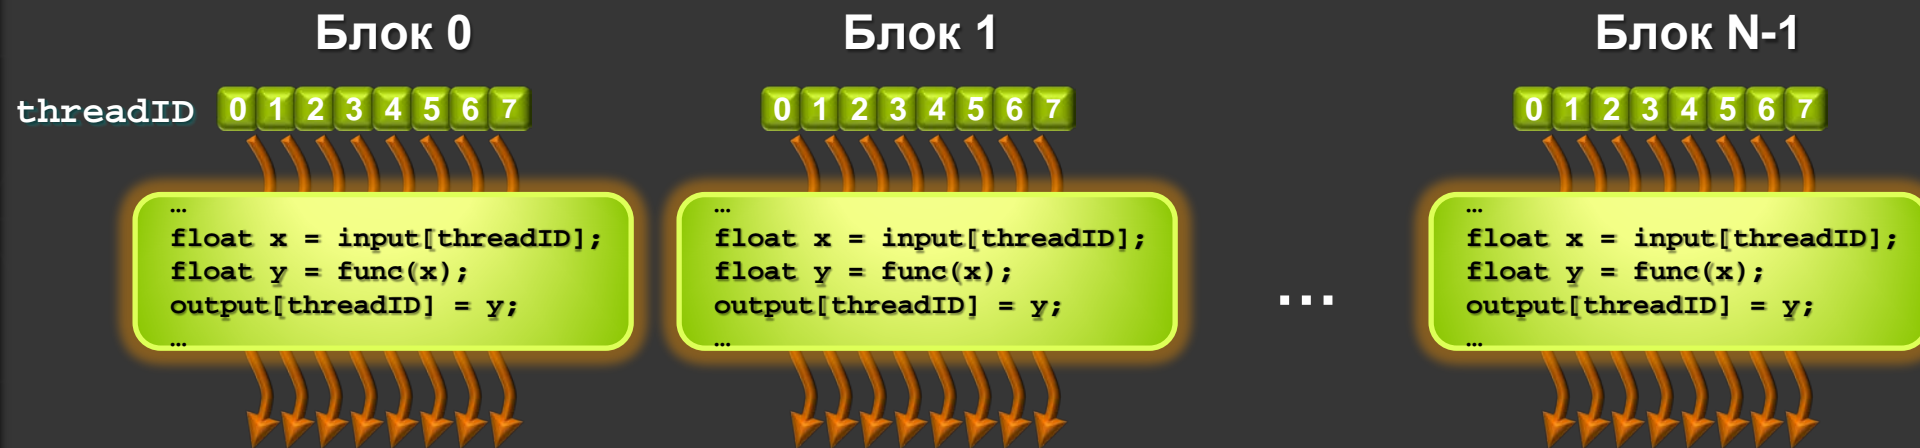 Блок 0
Блок 1
Блок N-1
threadID 0 1 2 3 4 5 6 7
0 1 2 3 4 5 6 7
0 1 2 3 4 5 6 7
…
float x = input[threadID];
float y = func(x);
output[threadID] = y;
…
…
float x = input[threadID];
float y = func(x);
output[threadID] = y;
…
…
…
float x = input[threadID];
float y = func(x);
output[threadID] = y;
…